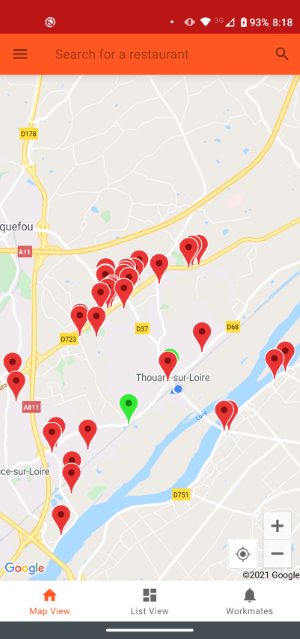 3G 93% 8:18
Search for a restaurant
D178
quefou
A11
D37
D68
D723
Thouar -sur-Loire
A811
ce-sur-Loire
D751
+
−
Google
©2021 Google
Map View List View Workmates